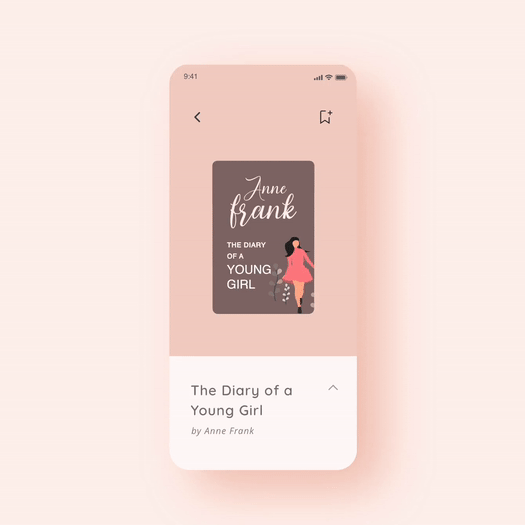 9:41
Anne
frank
THE DIARY
OF A
YOUNG
GIRL
The Diary of a
Young Girl
by Anne Frank